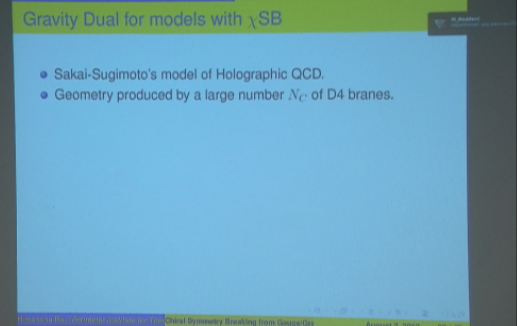 Gravity Dual for models with χSB
Sakai-Sugimoto's model of Holographic QCD.
Geometry produced by a large number N_C of D4 branes.
Chiral Symmetry Breaking from Gauge/Gra